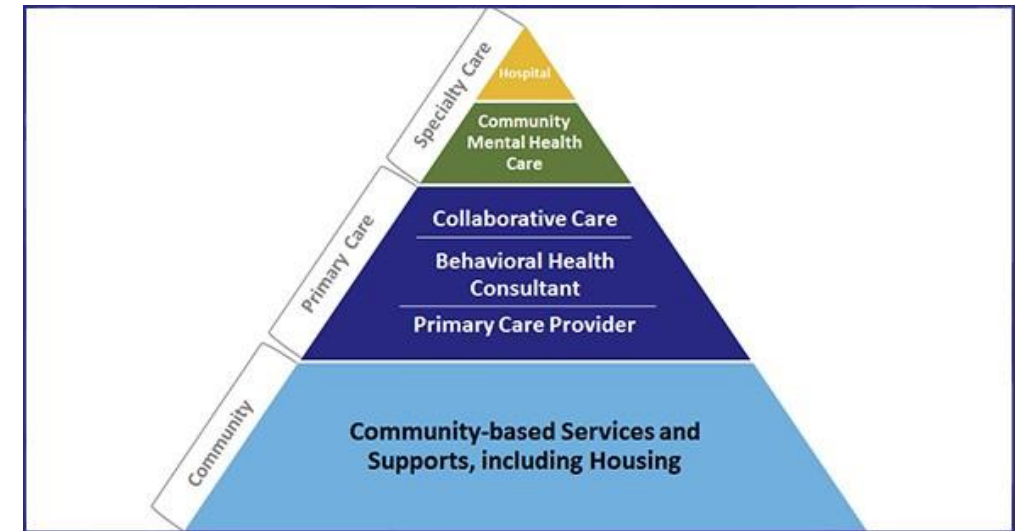 Specialty Care
Hospital
Community
Mental Health
Care
Primary Care
Collaborative Care
Behavioral Health
Consultant
Primary Care Provider
Community
Community-based Services and
Supports, including Housing